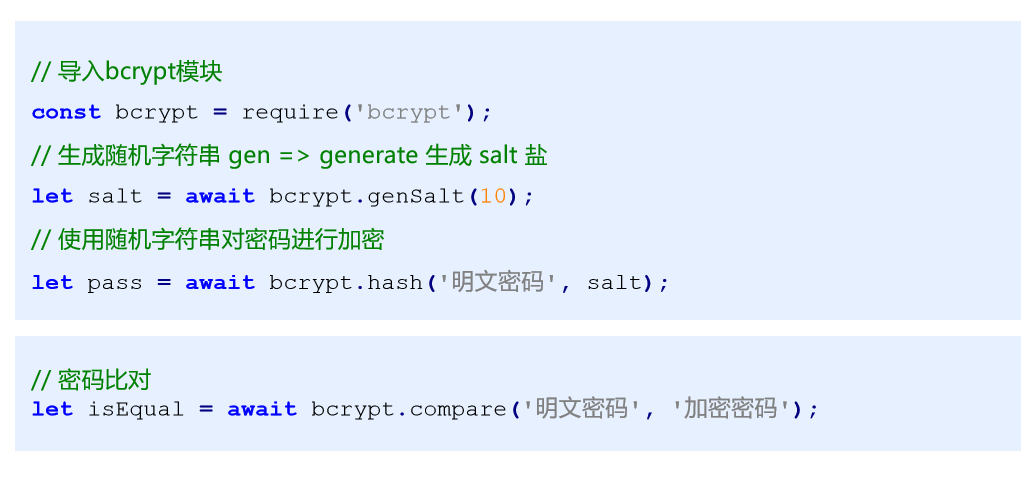 // 导入bcrypt模块
const bcrypt = require('bcrypt');
// 生成随机字符串 gen => generate 生成 salt 盐
let salt = await bcrypt.genSalt(10);
// 使用随机字符串对密码进行加密
let pass = await bcrypt.hash('明文密码', salt);
// 密码比对
let isEqual = await bcrypt.compare('明文密码', '加密密码');